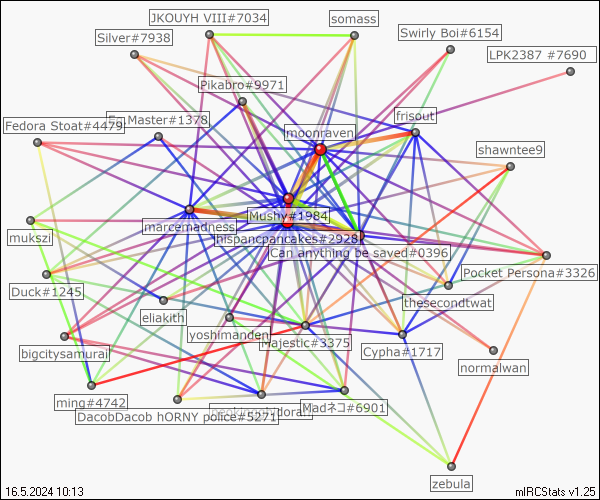 JKOUYH VIII#7034
somass
Silver#7938
Swirly Boi#6154
LPK2387 #7690
Pikabro#9971
Master#1378
frisout
Fedora Stoat#4479
moonraven
shawntee9
Mushy#1984
marcemadness
mukszi
hispancpancakes#2928
Can anything be saved#0396
Pocket Persona#3326
Duck#1245
thesecondtwat
eliakith
yoshimanden
Majestic#3375
bigcitysamurai
Cypha#1717
normalwan
ming#4742
Madネコ#6901
DacobDacob hORNY police#5271
zebula
16.5.2024 10:13
mIRCStats v1.25